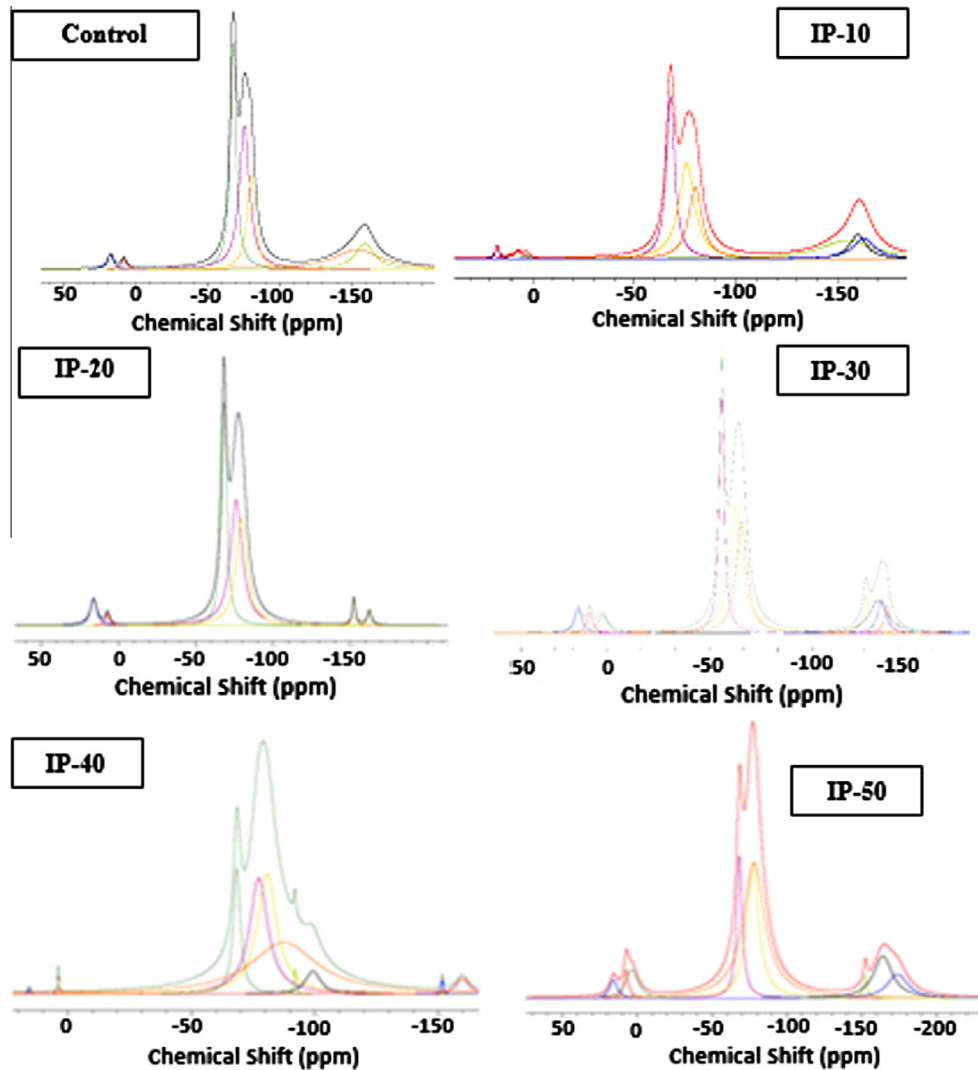 Control
IP-10
50 0 -50 -100 -150
0 -50 -100 -150
Chemical Shift (ppm)
Chemical Shift (ppm)
IP-20
IP-30
50 0 -50 -100 -150
50 0 -50 -100 -150
Chemical Shift (ppm)
Chemical Shift (ppm)
IP-40
IP-50
0 -50 -100 -150
50 0 -50 -100 -150 -200
Chemical Shift (ppm)
Chemical Shift (ppm)